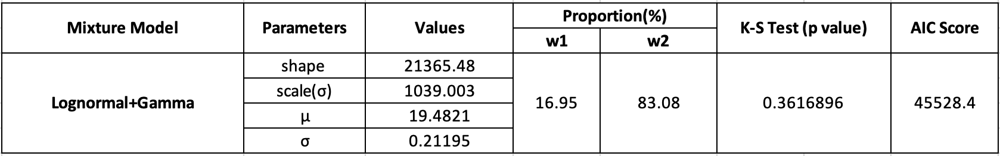 Mixture Model Parameters Values Proportion(%) K-S Test (p value) AIC Score
w1 w2
shape 21365.48
scale(σ) 1039.003
Lognormal+Gamma 16.95 83.08 0.3616896 45528.4
μ 19.4821
σ 0.21195